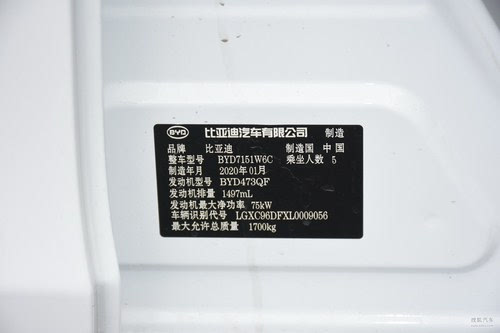 BYD 比亚迪汽车有限公司 制造
品牌 比亚迪 制造国 中国
整车型号 BYD7151W6C 乘坐人数 5
制造年月 2020年01月
发动机型号 BYD473QF
发动机排量 1497mL
发动机最大净功率 75kW
车辆识别代号 LGXC96DFXL0009056
最大允许总质量 1700kg
搜狐汽车